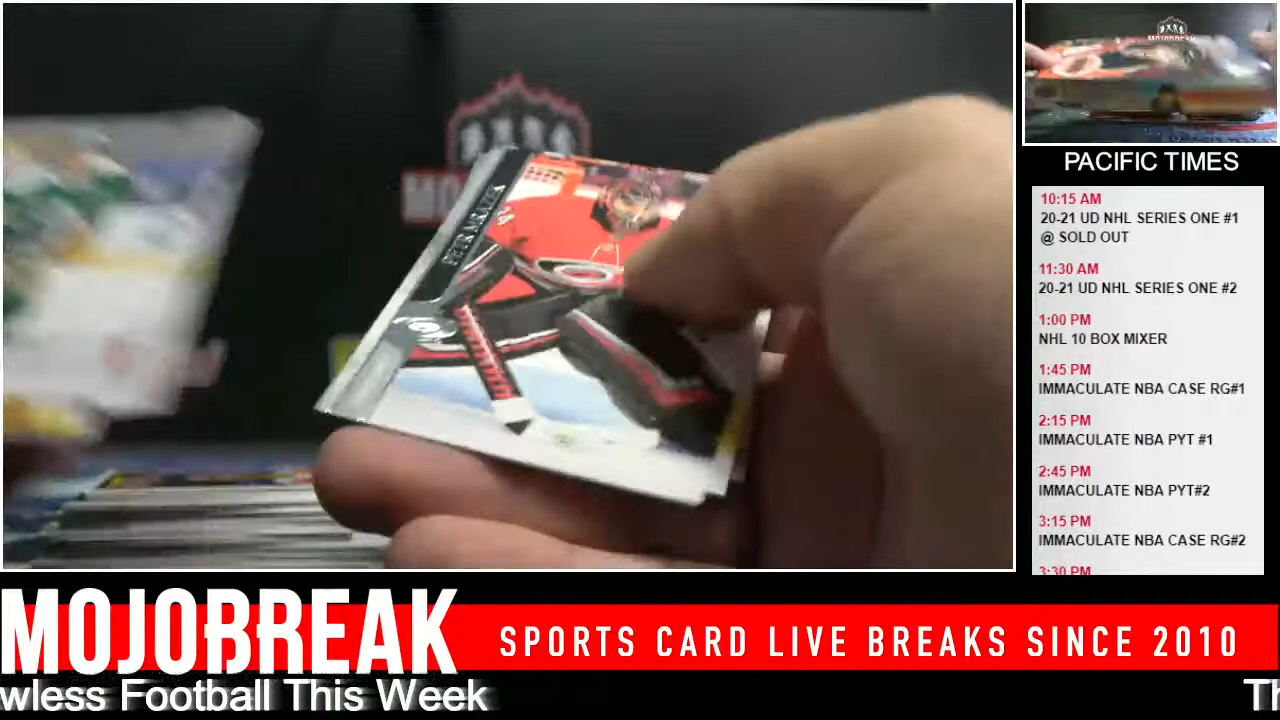 PETR MRAZEK
PACIFIC TIMES
10:15 AM
20-21 UD NHL SERIES ONE #1
@ SOLD OUT
11:30 AM
20-21 UD NHL SERIES ONE #2
1:00 PM
NHL 10 BOX MIXER
1:45 PM
IMMACULATE NBA CASE RG#1
2:15 PM
IMMACULATE NBA PYT #1
2:45 PM
IMMACULATE NBA PYT#2
3:15 PM
IMMACULATE NBA CASE RG#2
3:30 PM
MOJOBREAK
SPORTS CARD LIVE BREAKS SINCE 2010
wless Football This Week
Th